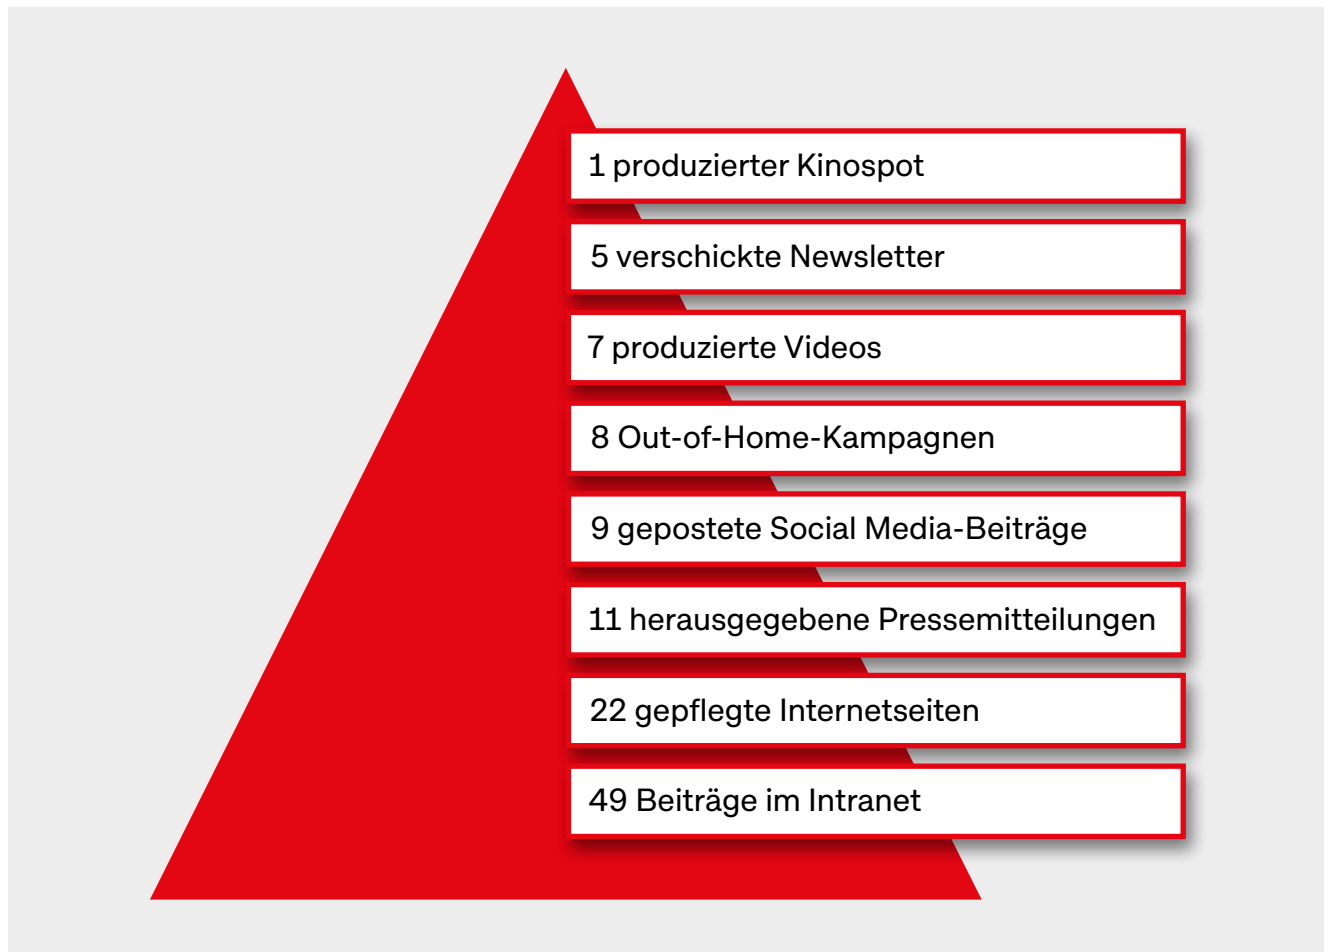 1 produzierter Kinospot
5 verschickte Newsletter
7 produzierte Videos
8 Out-of-Home-Kampagnen
9 gepostete Social Media-Beiträge
11 herausgegebene Pressemitteilungen
22 gepflegte Internetseiten
49 Beiträge im Intranet